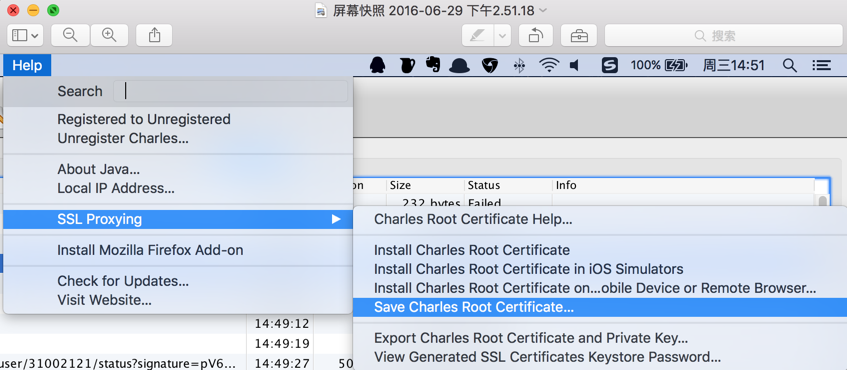 屏幕快照 2016-06-29 下午2.51.18
搜索
Help
100%
周三14:51
Search
Registered to Unregistered
Unregister Charles...
About Java...
Local IP Address...
on Size Status Info
232 bytes Failed
SSL Proxying
Charles Root Certificate Help...
Install Mozilla Firefox Add-on
Install Charles Root Certificate
Install Charles Root Certificate in iOS Simulators
Check for Updates...
Install Charles Root Certificate on...obile Device or Remote Browser...
Visit Website...
Save Charles Root Certificate...
14:49:12
14:49:19
Export Charles Root Certificate and Private Key...
user/31002121/status?signature=pV6... 14:49:27 50
View Generated SSL Certificates Keystore Password...